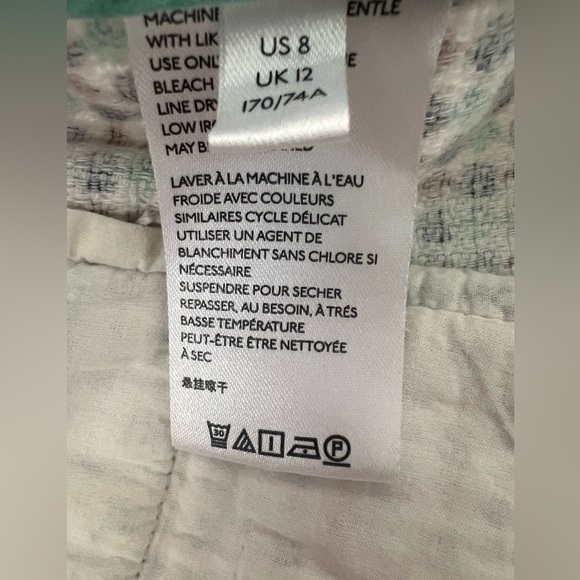 MACHINE ENTLE
WITH LIK
USE ONL E
BLEACH
LINE DR
LOW IR
MAY B
US 8
UK 12
170/74A
LAVER À LA MACHINE À L'EAU
FROIDE AVEC COULEURS
SIMILAIRES CYCLE DÉLICAT
UTILISER UN AGENT DE
BLANCHIMENT SANS CHLORE SI
NÉCESSAIRE
SUSPENDRE POUR SECHER
REPASSER, AU BESOIN, À TRÉS
BASSE TEMPÉRATURE
PEUT-ÊTRE ÊTRE NETTOYÉE
À SEC
悬挂晾干
30
P